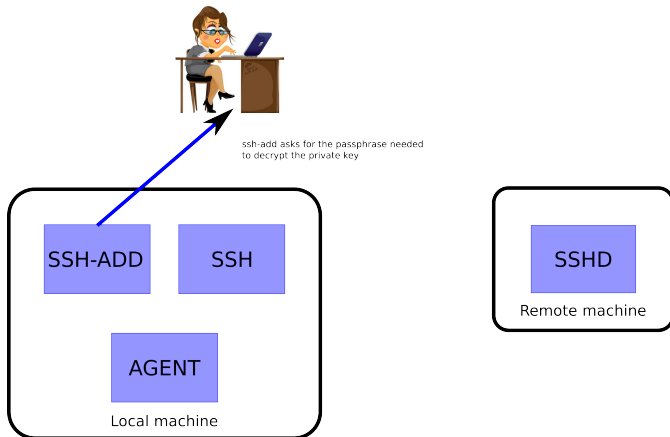 ssh-add asks for the passphrase needed
to decrypt the private key
SSH-ADD
SSH
SSHD
Remote machine
AGENT
Local machine